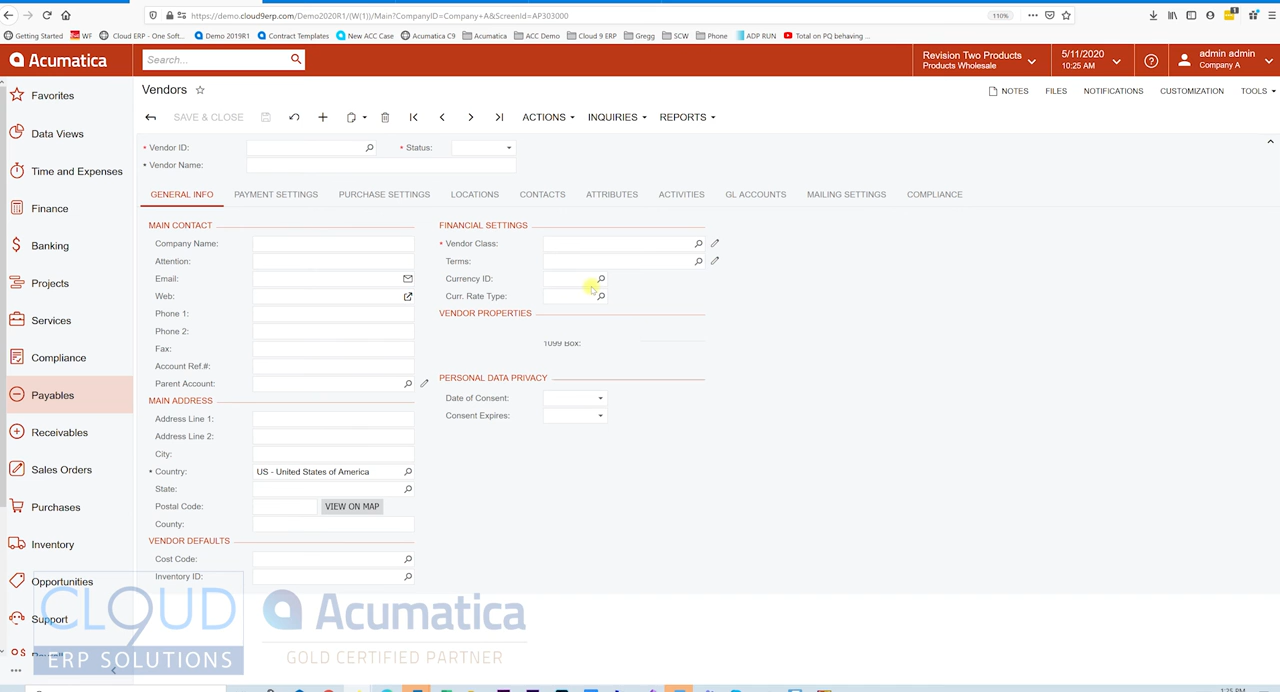 https://demo.cloud9erp.com/Demo2020R1/(W(1))/Main?CompanyID=Company+A&ScreenId=AP303000
110%
Getting Started
WF
Cloud ERP - One Soft...
Demo 2019R1
Contract Templates
New ACC Case
Acumatica C9
Acumatica
ACC Demo
Cloud 9 ERP
Gregg
SCW
Phone
ADP RUN
Total on PQ behaving ...
Acumatica
Search...
Revision Two Products
Products Wholesale
5/11/2020
10:25 AM
admin admin
Company A
Favorites
Data Views
Time and Expenses
Finance
Banking
Projects
Services
Compliance
Payables
Receivables
Sales Orders
Purchases
Inventory
Opportunities
Support
Vendors
NOTES
FILES
NOTIFICATIONS
CUSTOMIZATION
TOOLS
SAVE & CLOSE
ACTIONS
INQUIRIES
REPORTS
* Vendor ID:
* Status:
* Vendor Name:
GENERAL INFO
PAYMENT SETTINGS
PURCHASE SETTINGS
LOCATIONS
CONTACTS
ATTRIBUTES
ACTIVITIES
GL ACCOUNTS
MAILING SETTINGS
COMPLIANCE
MAIN CONTACT
Company Name:
Attention:
Email:
Web:
Phone 1:
Phone 2:
Fax:
Account Ref.#:
Parent Account:
MAIN ADDRESS
Address Line 1:
Address Line 2:
City:
* Country: US - United States of America
State:
Postal Code: VIEW ON MAP
County:
VENDOR DEFAULTS
Cost Code:
Inventory ID:
FINANCIAL SETTINGS
* Vendor Class:
Terms:
Currency ID:
Curr. Rate Type:
VENDOR PROPERTIES
1099 Box:
PERSONAL DATA PRIVACY
Date of Consent:
Consent Expires:
CLOUD
9
ERP SOLUTIONS
Acumatica
GOLD CERTIFIED PARTNER
1:25 PM